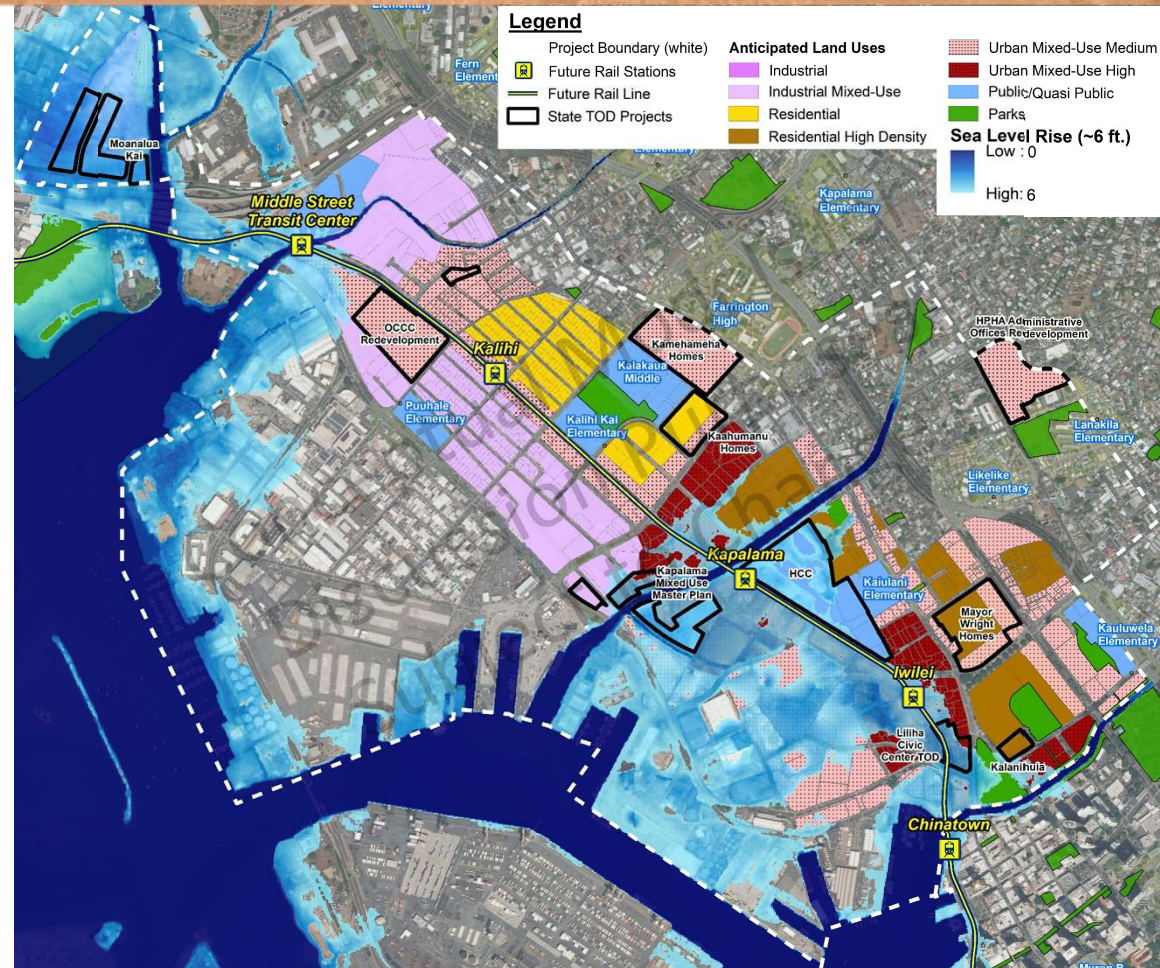 Legend
Project Boundary (white)
Future Rail Stations
Future Rail Line
State TOD Projects
Anticipated Land Uses
Industrial
Industrial Mixed-Use
Residential
Residential High Density
Urban Mixed-Use Medium
Urban Mixed-Use High
Public/Quasi Public
Parks
Sea Level Rise (~6 ft.)
Low : 0
High: 6
Elementary
Fern
Element
Elementary
Moanalua
Kai
Middle Street
Transit Center
Kapalama
Elementary
OCCC
Redevelopment
Kalihi
Farrington
High
Kamehameha
Homes
HPHA Administrative
Offices Redevelopment
Kalakaua
Middle
Puuhale
Elementary
Kalihi Kai
Elementary
Kaahumanu
Homes
Lanakila
Elementary
Likelike
Elementary
Kapalama
HCC
Kapalama
Mixed Use
Master Plan
Kaiulani
Elementary
Mayor
Wright
Homes
Kauluwela
Elementary
Iwilei
Liliha
Civic
Center TOD
Kalanihuia
Chinatown